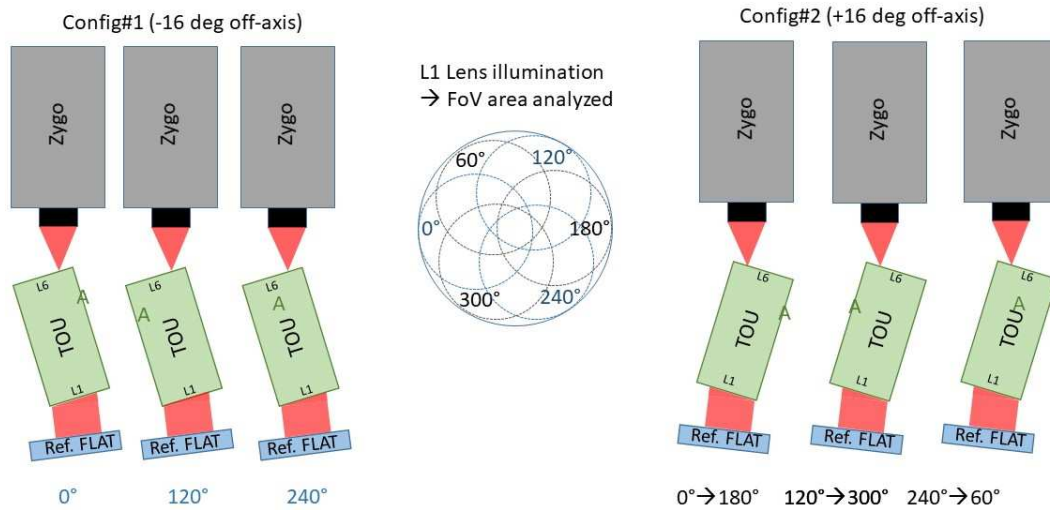 Config#1 (-16 deg off-axis)
Zygo
Zygo
Zygo
L6
A
TOU
L1
Ref. FLAT
L6
A
TOU
L1
Ref. FLAT
L6
A
TOU
L1
Ref. FLAT
0°
120°
240°
L1 Lens illumination
→ FoV area analyzed
60°
120°
0°
180°
300°
240°
Config#2 (+16 deg off-axis)
Zygo
Zygo
Zygo
L6
A
TOU
L1
Ref. FLAT
L6
A
TOU
L1
Ref. FLAT
L6
A
TOU
L1
Ref. FLAT
0°→180°
120°→300°
240°→60°